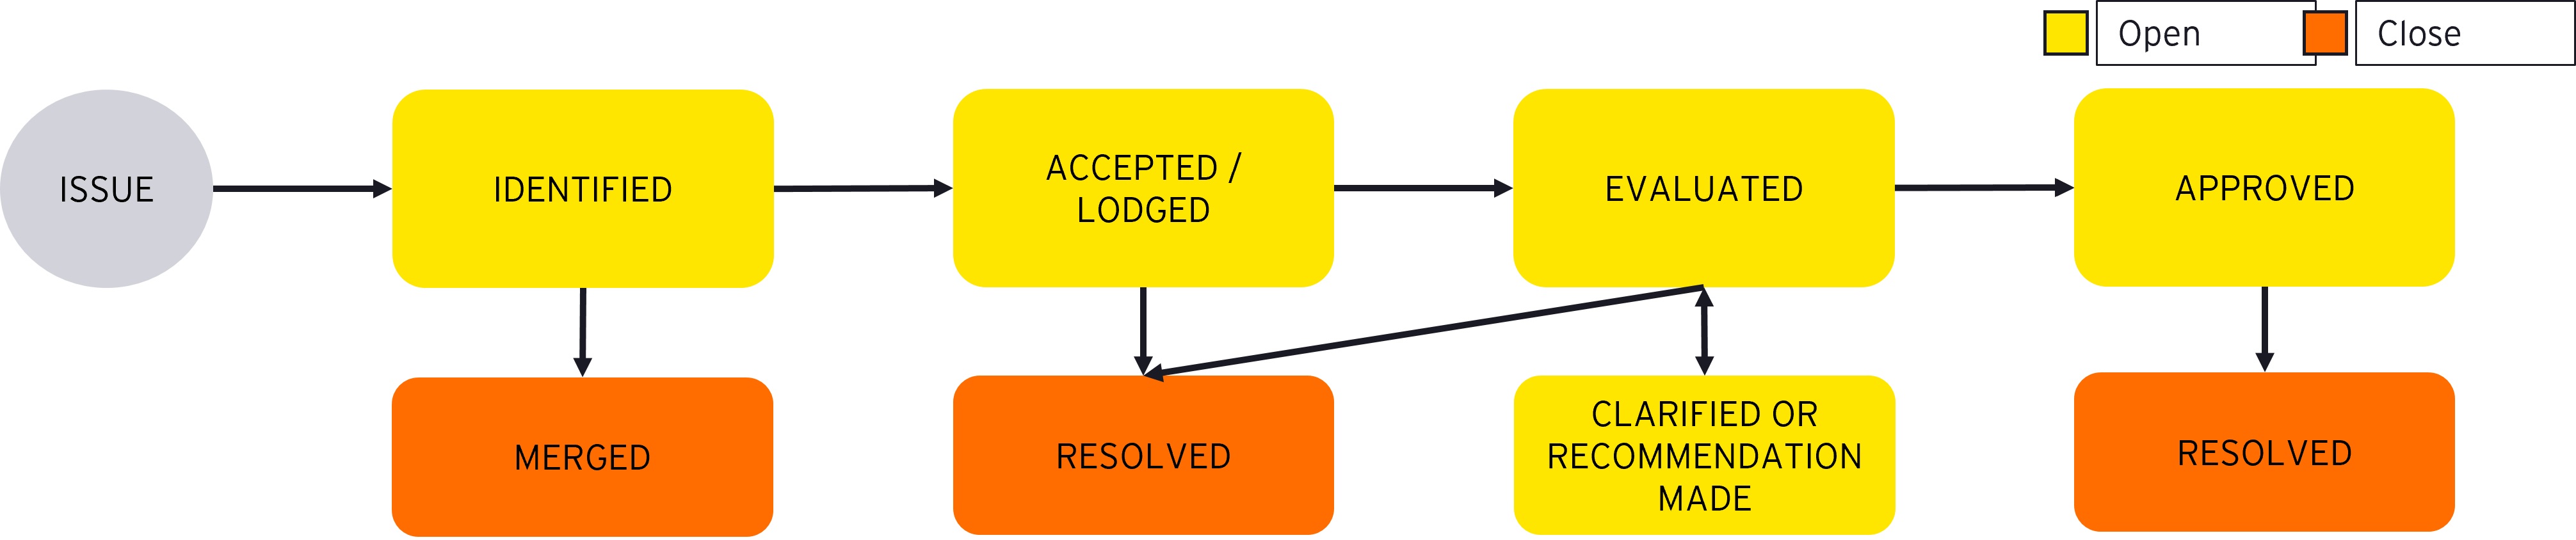 Open
Close
ISSUE
IDENTIFIED
ACCEPTED /
LODGED
EVALUATED
APPROVED
MERGED
RESOLVED
CLARIFIED OR
RECOMMENDATION
MADE
RESOLVED